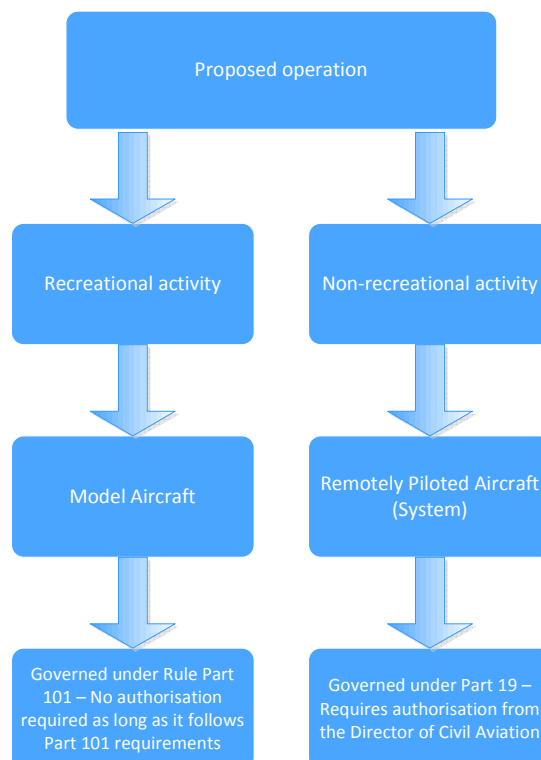 Proposed operation
Recreational activity
Non-recreational activity
Model Aircraft
Remotely Piloted Aircraft
(System)
Governed under Rule Part
101 – No authorisation
required as long as it follows
Part 101 requirements
Governed under Part 19 –
Requires authorisation from
the Director of Civil Aviation